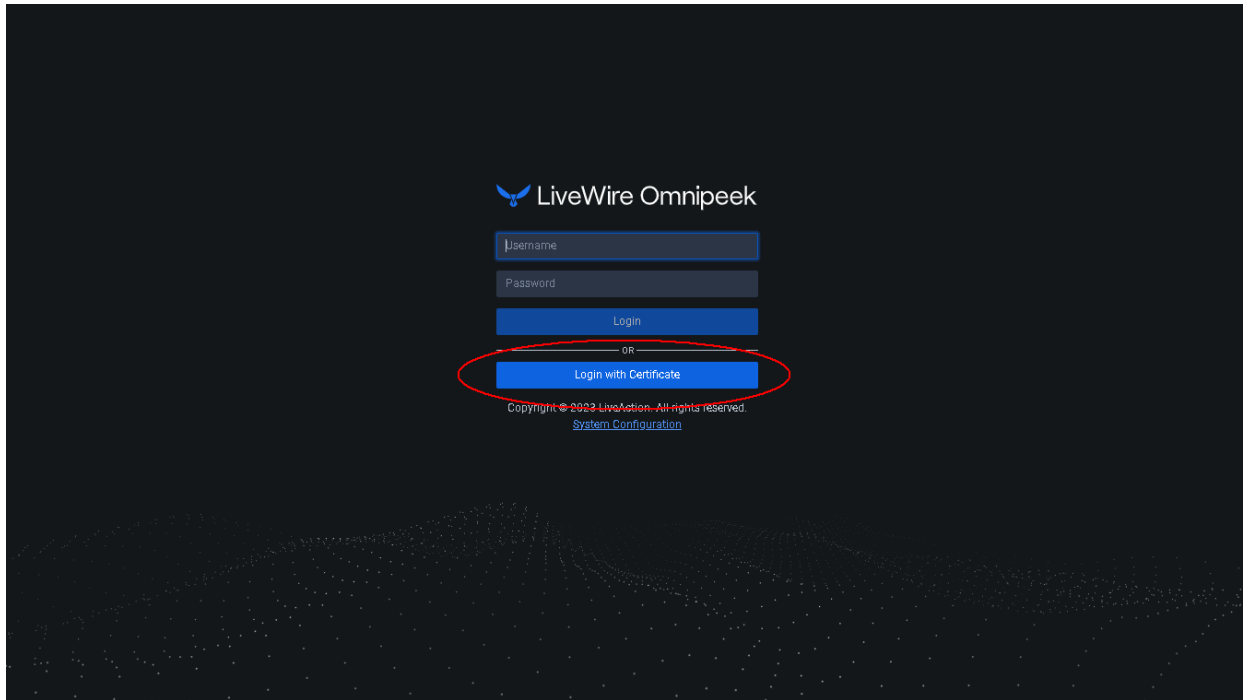 LiveWire Omnipeek
Username
Password
Login
OR
Login with Certificate
Copyright © 2023 LiveAction. All rights reserved.
System Configuration